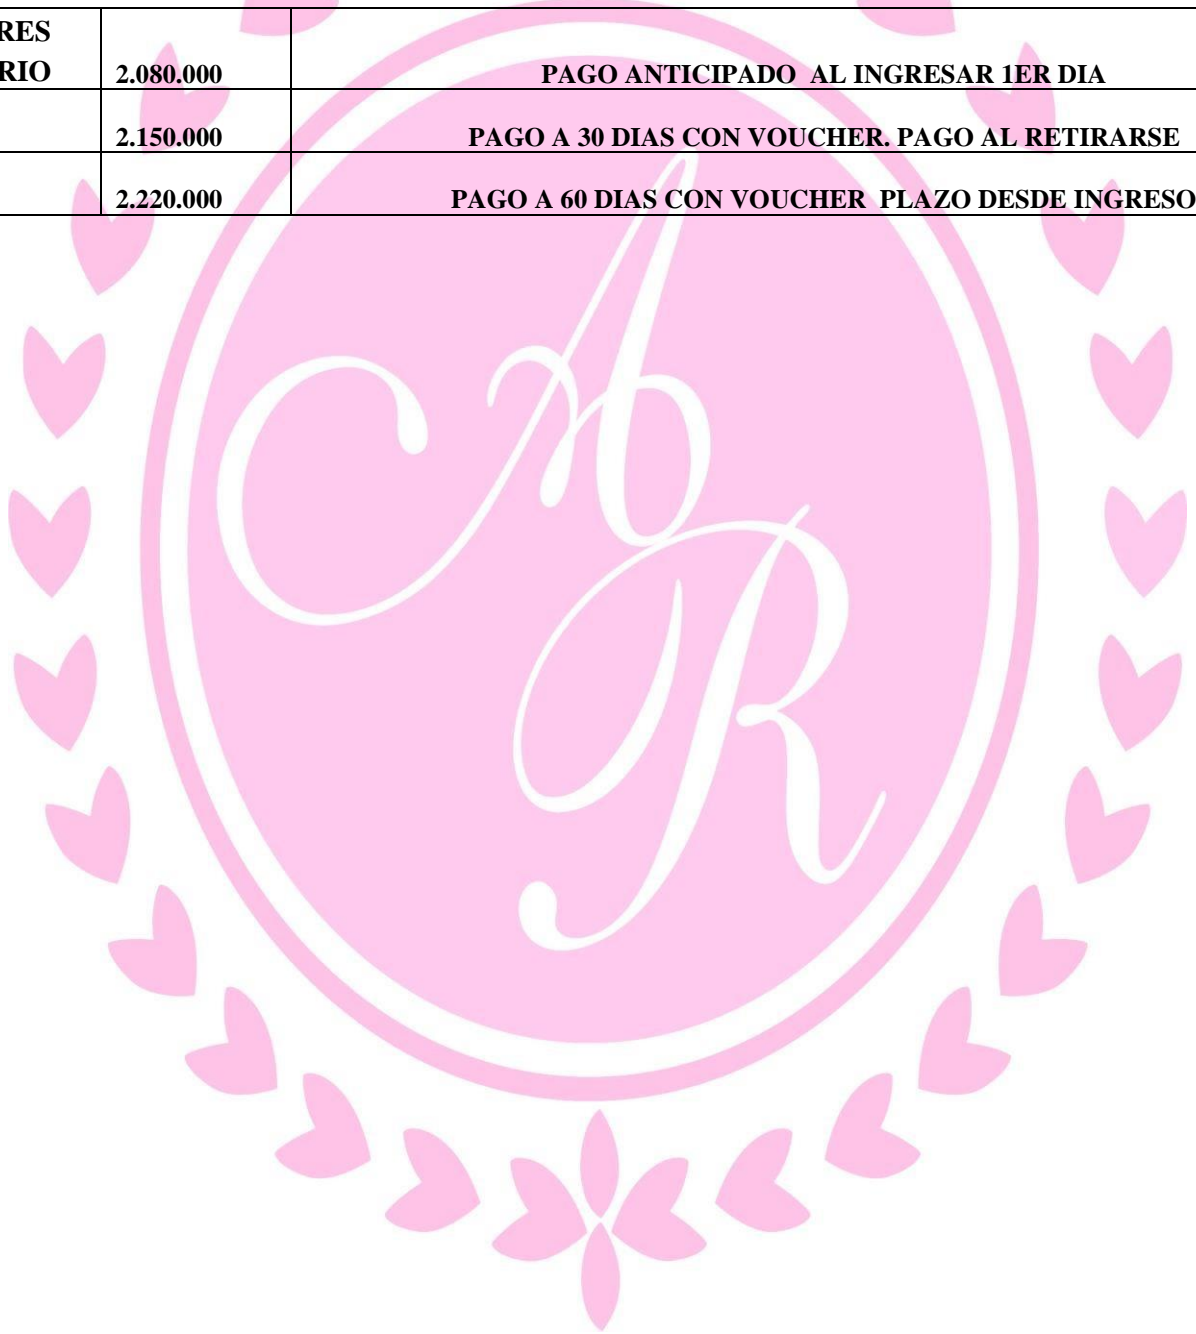 RES
RIO 2.080.000 PAGO ANTICIPADO AL INGRESAR 1ER DIA
2.150.000 PAGO A 30 DIAS CON VOUCHER. PAGO AL RETIRARSE
2.220.000 PAGO A 60 DIAS CON VOUCHER PLAZO DESDE INGRESO
A
R